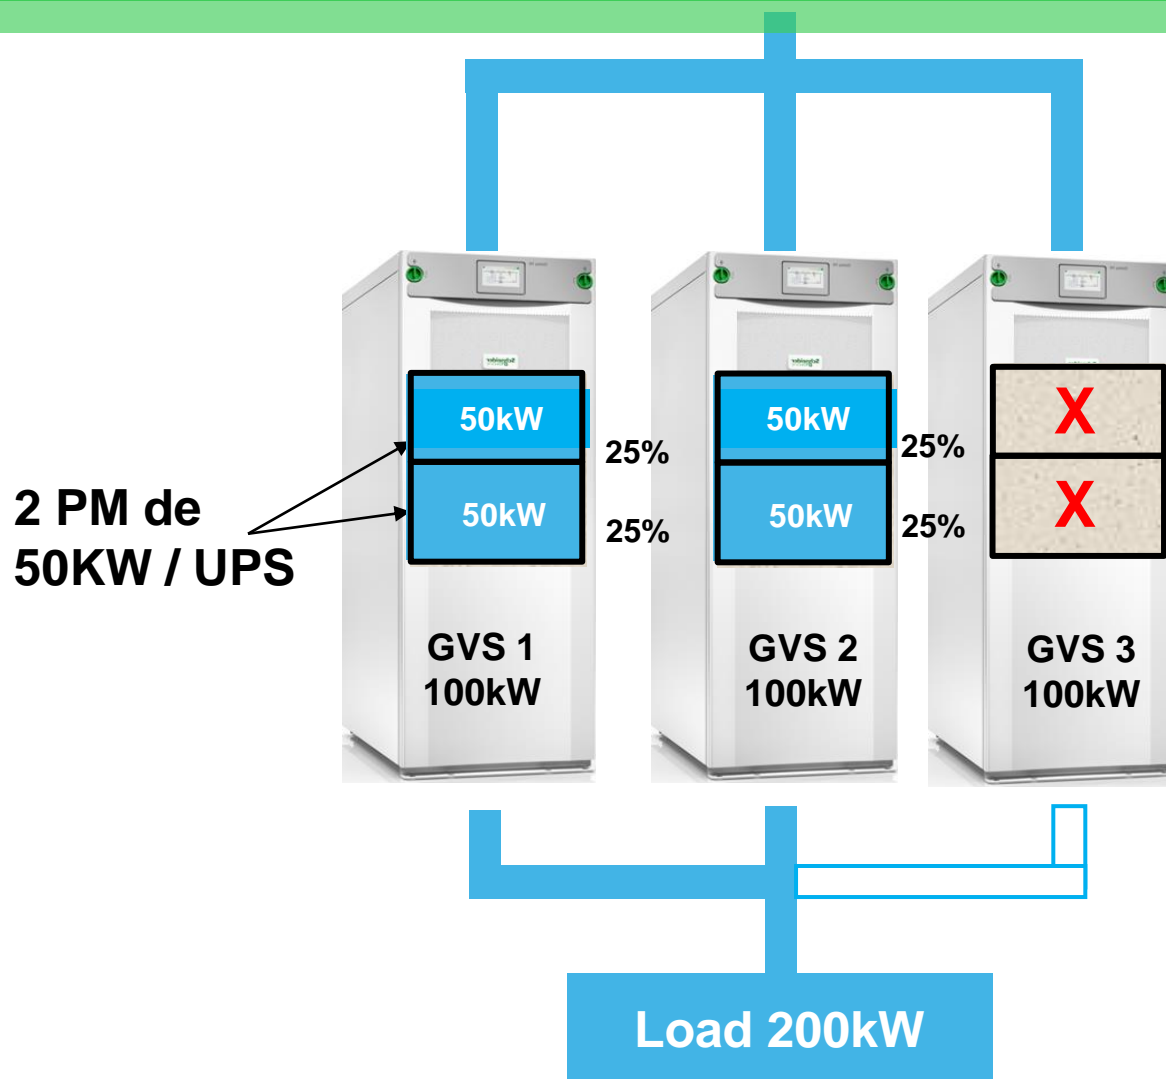 50kW
50kW
X
25%
25%
2 PM de
50KW / UPS
50kW
50kW
X
25%
25%
GVS 1
100kW
GVS 2
100kW
GVS 3
100kW
Load 200kW